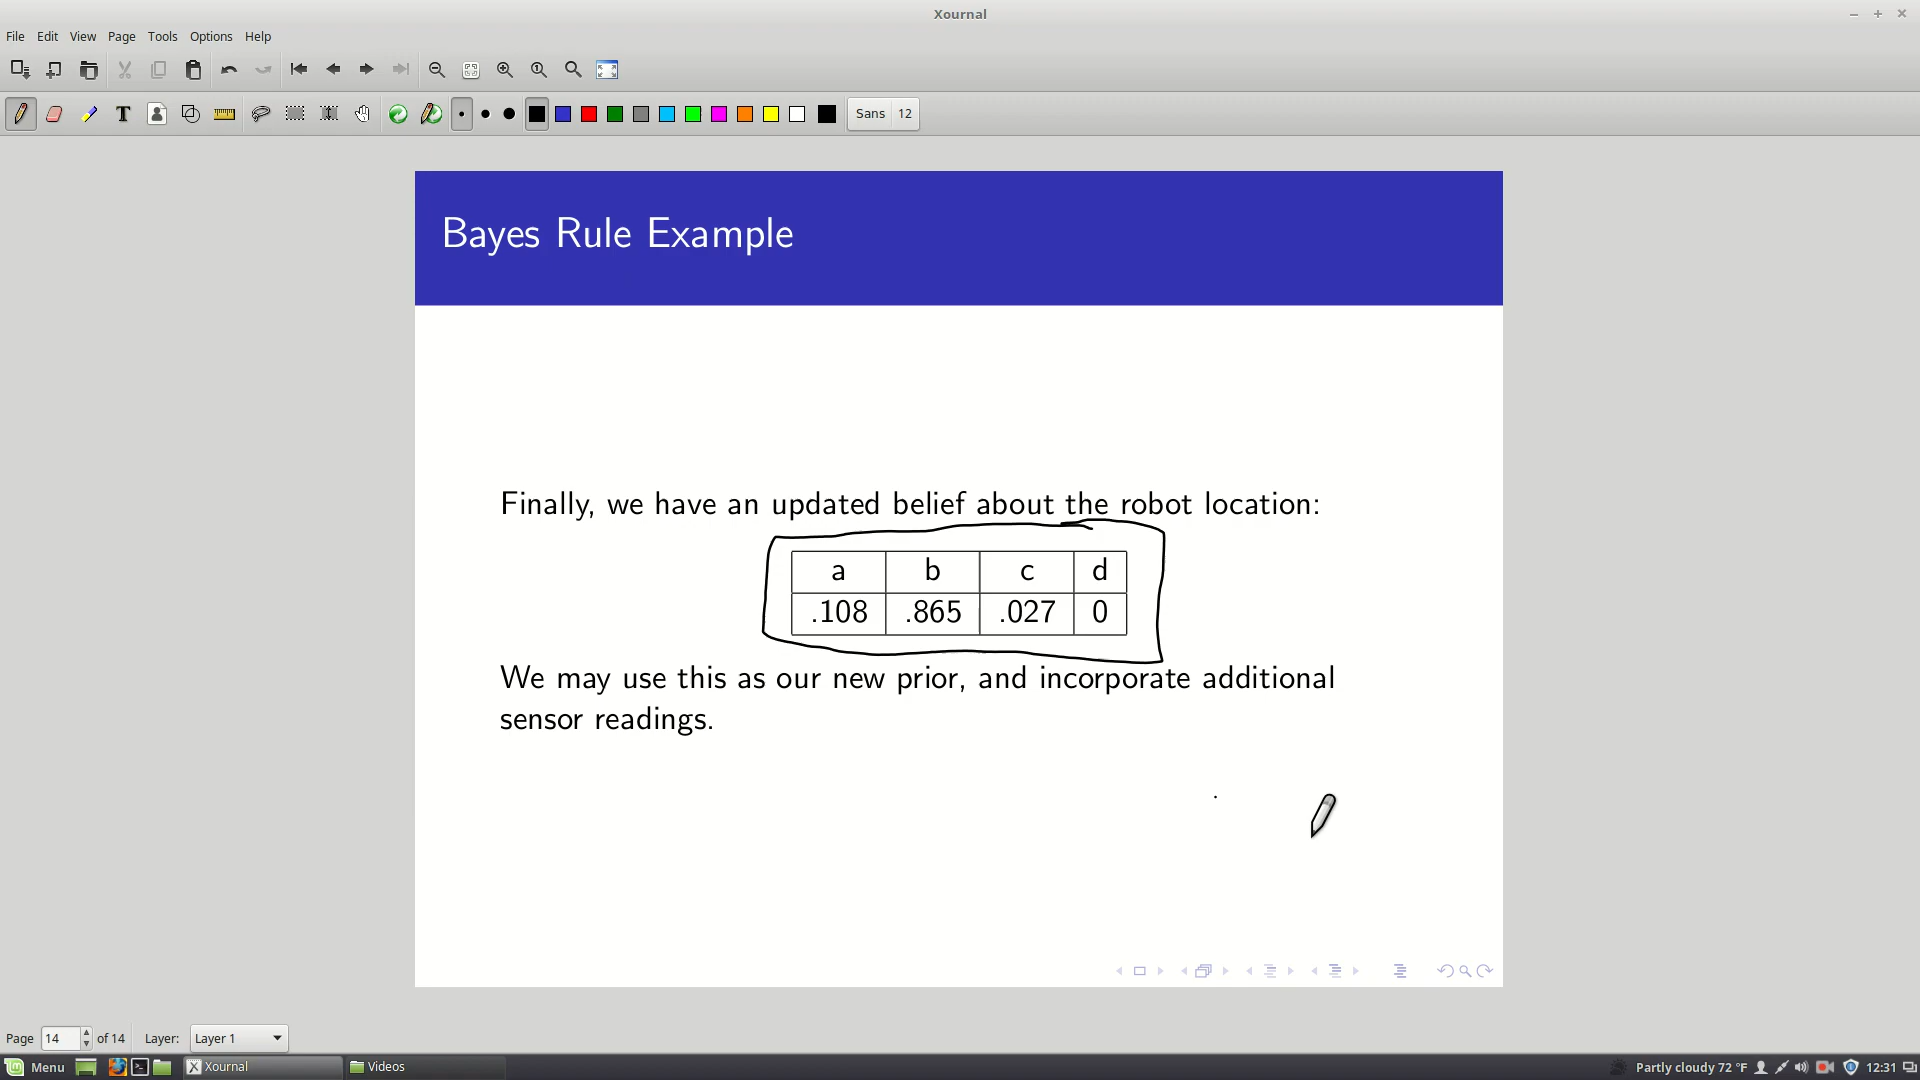 Xournal
File Edit View Page Tools Options Help
Sans 12
Bayes Rule Example
Finally, we have an updated belief about the robot location:
a b c d
.108 .865 .027 0
We may use this as our new prior, and incorporate additional
sensor readings.
Page 14 of 14 Layer: Layer 1
Menu Xournal Videos Partly cloudy 72 °F 12:31